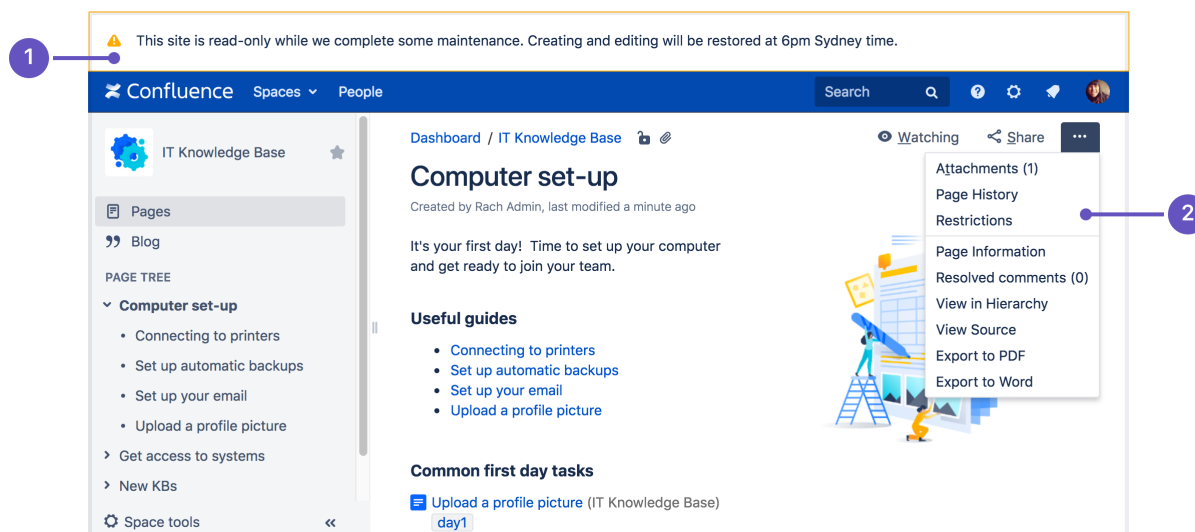 This site is read-only while we complete some maintenance. Creating and editing will be restored at 6pm Sydney time.
1
Confluence Spaces People Search
IT Knowledge Base
Pages
Blog
PAGE TREE
Computer set-up
Connecting to printers
Set up automatic backups
Set up your email
Upload a profile picture
Get access to systems
New KBs
Space tools
Dashboard / IT Knowledge Base
Watching Share
Computer set-up
Created by Rach Admin, last modified a minute ago
It's your first day! Time to set up your computer
and get ready to join your team.
Useful guides
Connecting to printers
Set up automatic backups
Set up your email
Upload a profile picture
Common first day tasks
Upload a profile picture (IT Knowledge Base)
day1
Attachments (1)
Page History
Restrictions
Page Information
Resolved comments (0)
View in Hierarchy
View Source
Export to PDF
Export to Word
2